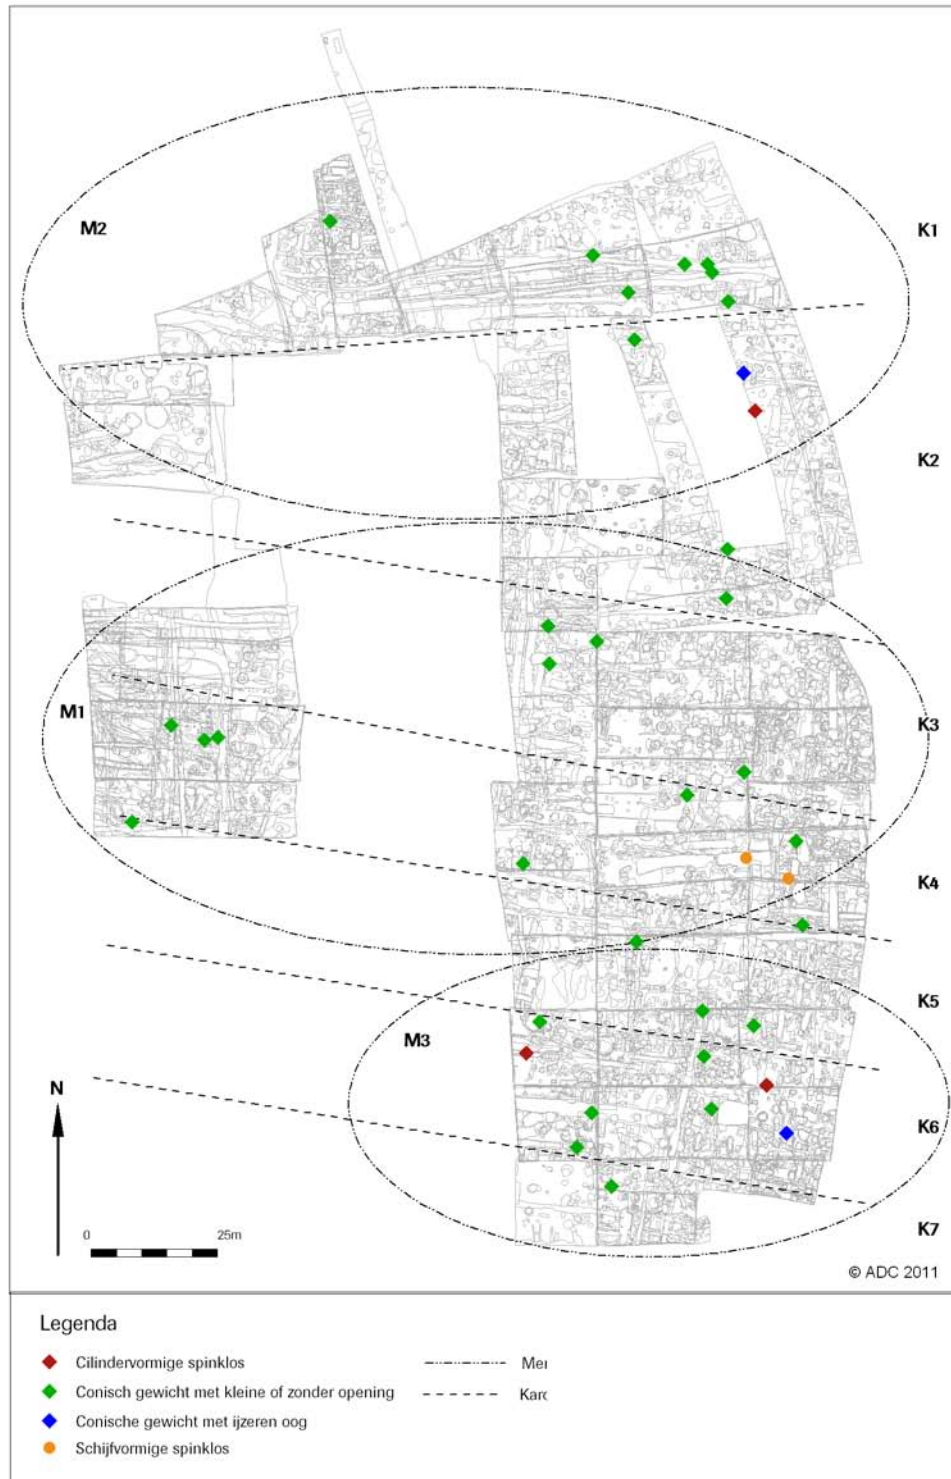 M2
K1
K2
M1
K3
K4
K5
M3
N
K6
0 25m
K7
© ADC 2011
Legenda
Cilindervormige spinklos
Conisch gewicht met kleine of zonder opening
Conische gewicht met ijzeren oog
Schijfvormige spinklos